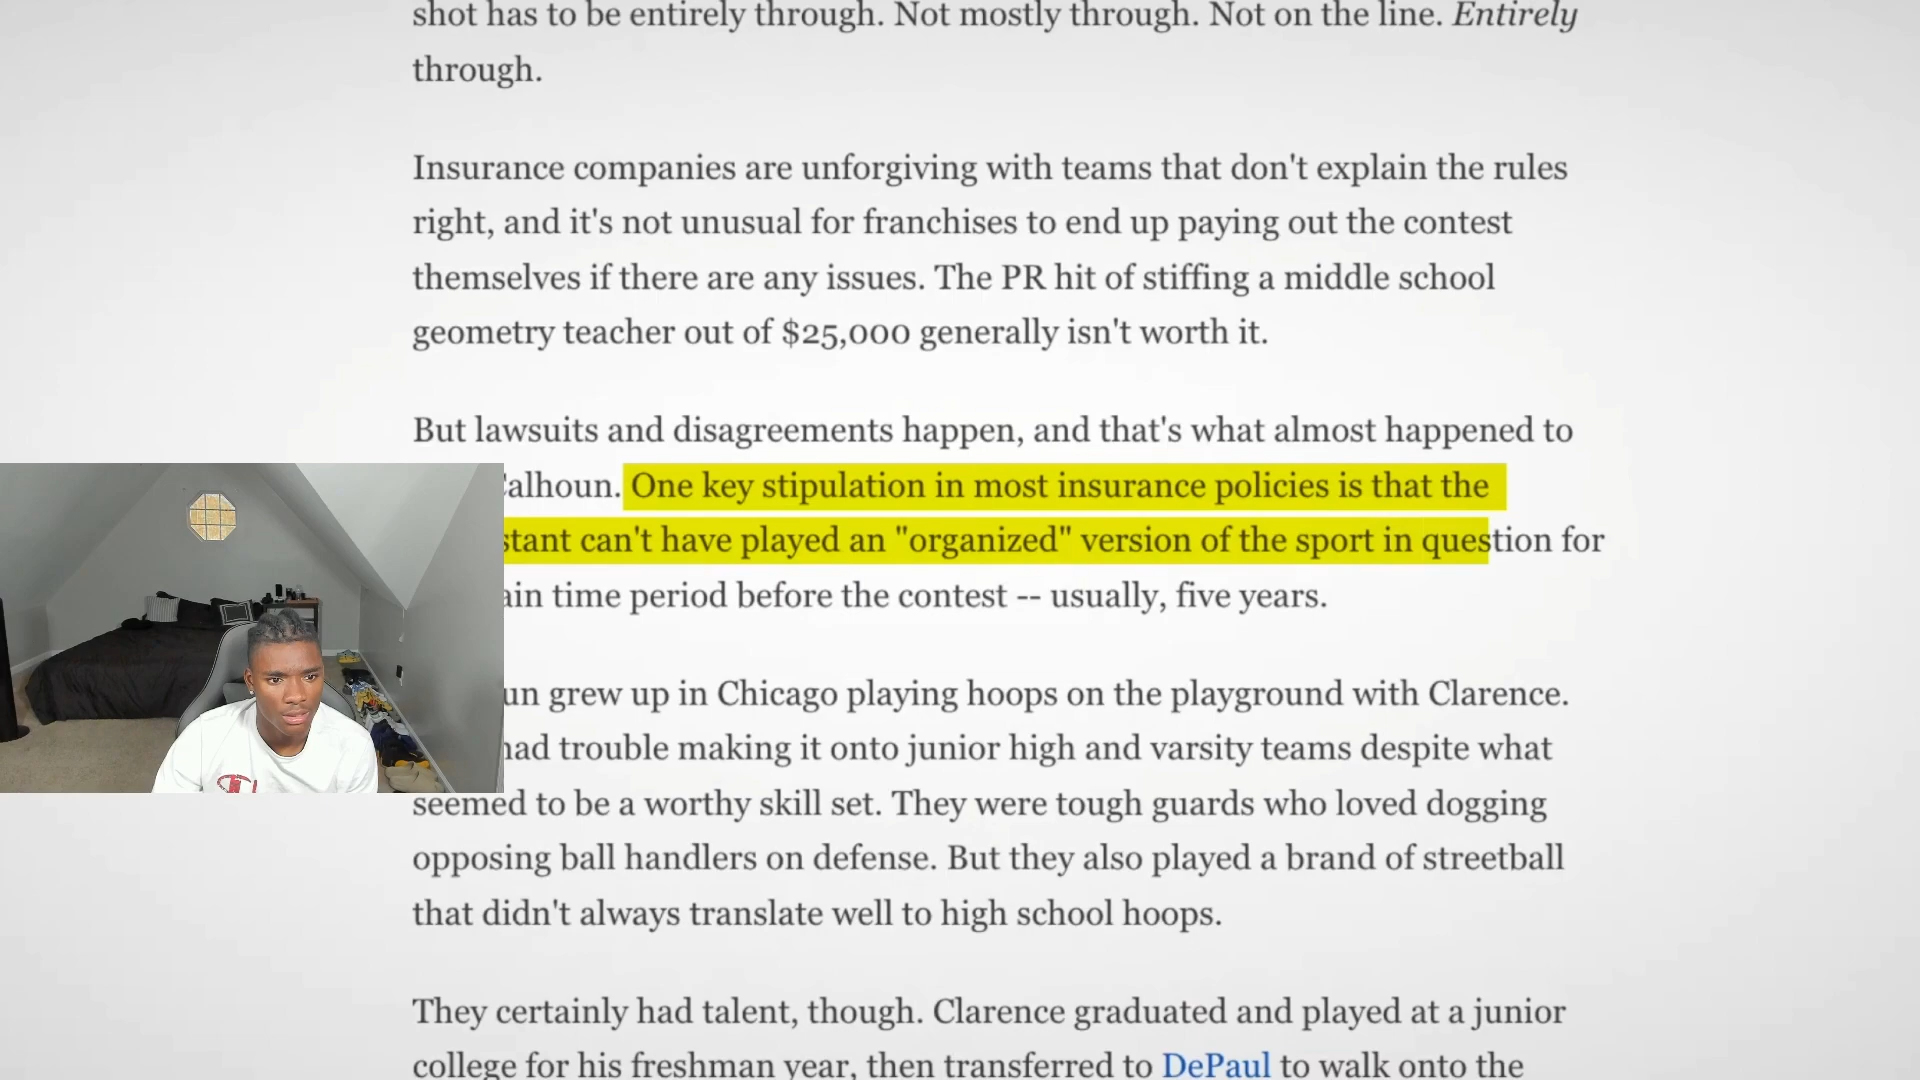 shot has to be entirely through. Not mostly through. Not on the line. Entirely
through.
Insurance companies are unforgiving with teams that don't explain the rules
right, and it's not unusual for franchises to end up paying out the contest
themselves if there are any issues. The PR hit of stiffing a middle school
geometry teacher out of $25,000 generally isn't worth it.
But lawsuits and disagreements happen, and that's what almost happened to
alhoun. One key stipulation in most insurance policies is that the
stant can't have played an "organized" version of the sport in question for
ain time period before the contest -- usually, five years.
un grew up in Chicago playing hoops on the playground with Clarence.
had trouble making it onto junior high and varsity teams despite what
seemed to be a worthy skill set. They were tough guards who loved dogging
opposing ball handlers on defense. But they also played a brand of streetball
that didn't always translate well to high school hoops.
They certainly had talent, though. Clarence graduated and played at a junior
college for his freshman year, then transferred to DePaul to walk onto the